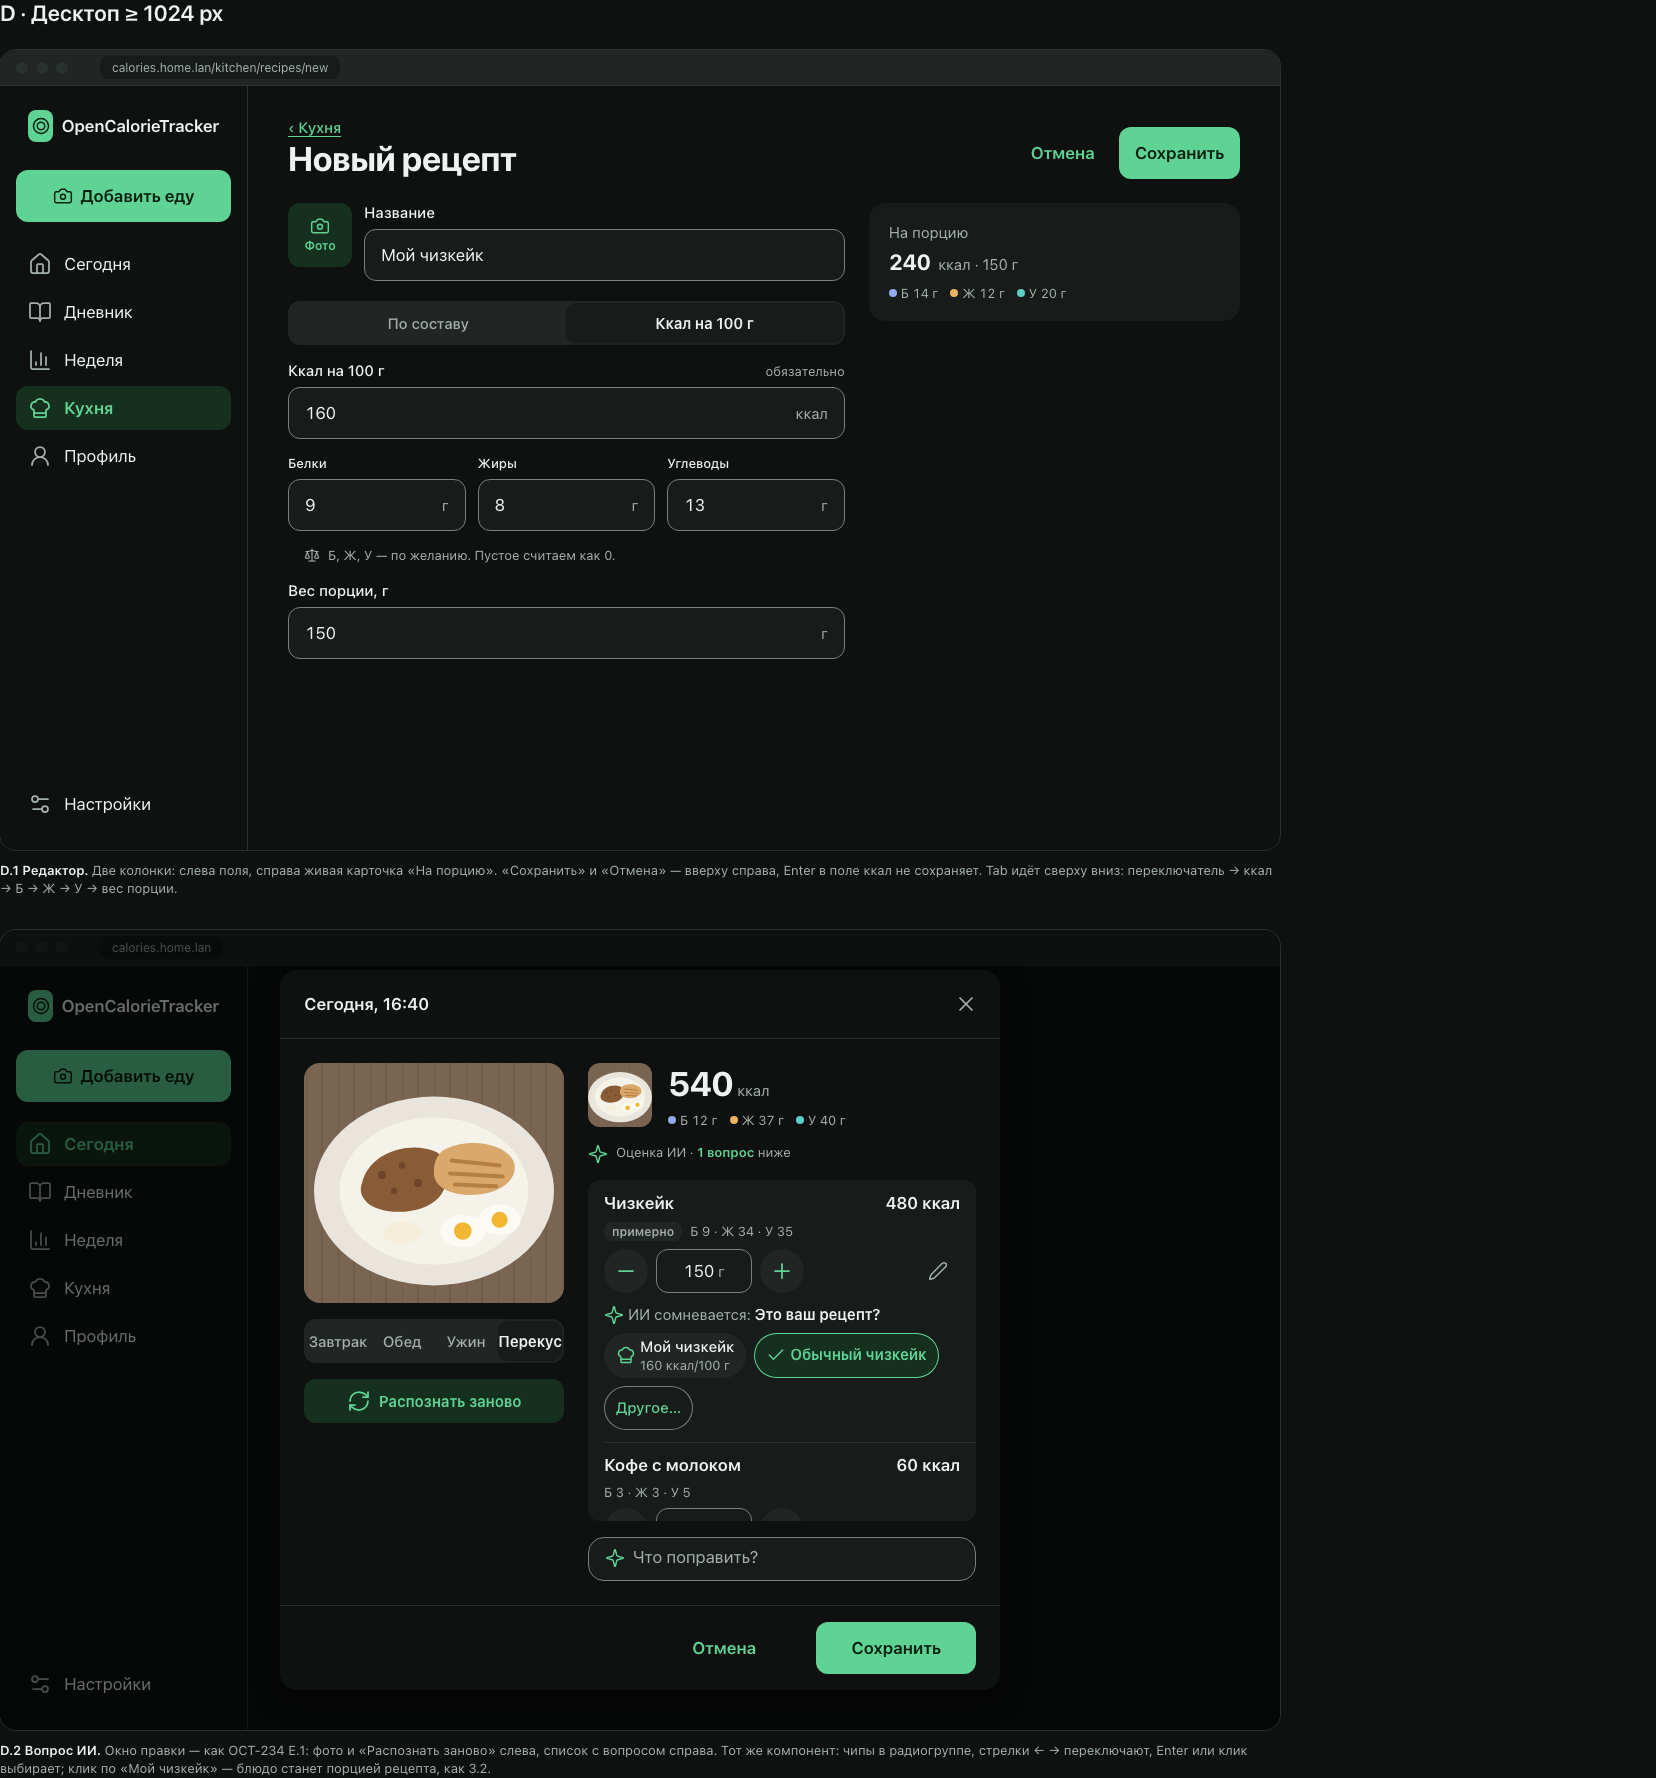 D · Десктоп ≥ 1024 px
calories.home.lan/kitchen/recipes/new
OpenCalorieTracker
Добавить еду
Сегодня
Дневник
Неделя
Кухня
Профиль
Настройки
‹ Кухня
Новый рецепт
Отмена
Сохранить
Фото
Название
Мой чизкейк
По составу
Ккал на 100 г
Ккал на 100 г
обязательно
160
ккал
Белки
Жиры
Углеводы
9 г
8 г
13 г
Б, Ж, У — по желанию. Пустое считаем как 0.
Вес порции, г
150
г
На порцию
240 ккал · 150 г
Б 14 г Ж 12 г У 20 г
D.1 Редактор. Две колонки: слева поля, справа живая карточка «На порцию». «Сохранить» и «Отмена» — вверху справа, Enter в поле ккал не сохраняет. Tab идёт сверху вниз: переключатель → ккал
→ Б → Ж → У → вес порции.
calories.home.lan
OpenCalorieTracker
Добавить еду
Сегодня
Дневник
Неделя
Кухня
Профиль
Настройки
Сегодня, 16:40
Завтрак
Обед
Ужин
Перекус
Распознать заново
540 ккал
Б 12 г Ж 37 г У 40 г
Оценка ИИ · 1 вопрос ниже
Чизкейк
480 ккал
примерно Б 9 · Ж 34 · У 35
150 г
ИИ сомневается: Это ваш рецепт?
Мой чизкейк
160 ккал/100 г
Обычный чизкейк
Другое...
Кофе с молоком
60 ккал
Б 3 · Ж 3 · У 5
Что поправить?
Отмена
Сохранить
D.2 Вопрос ИИ. Окно правки — как OCT-234 E.1: фото и «Распознать заново» слева, список с вопросом справа. Тот же компонент: чипы в радиогруппе, стрелки ← → переключают, Enter или клик
выбирает; клик по «Мой чизкейк» — блюдо станет порцией рецепта, как 3.2.